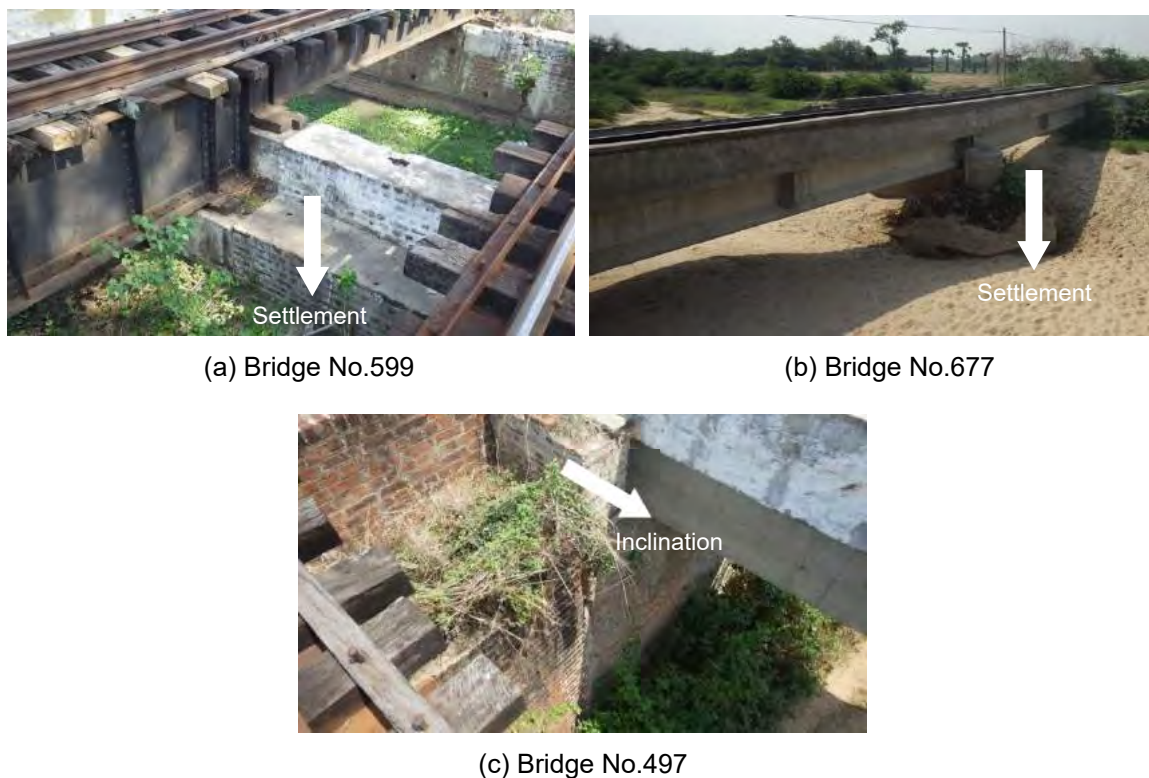 Settlement
Settlement
(a) Bridge No.599
(b) Bridge No.677
Inclination
(c) Bridge No.497